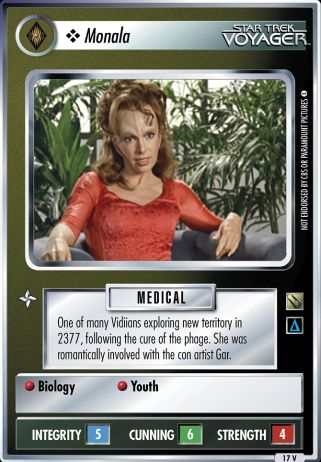 ❖ Monala
STAR TREK
VOYAGER
NOT ENDORSED BY CBS OR PARAMOUNT PICTURES
MEDICAL
One of many Vidiians exploring new territory in
2377, following the cure of the phage. She was
romantically involved with the con artist Gar.
Biology Youth
INTEGRITY 5 CUNNING 6 STRENGTH 4
17 V